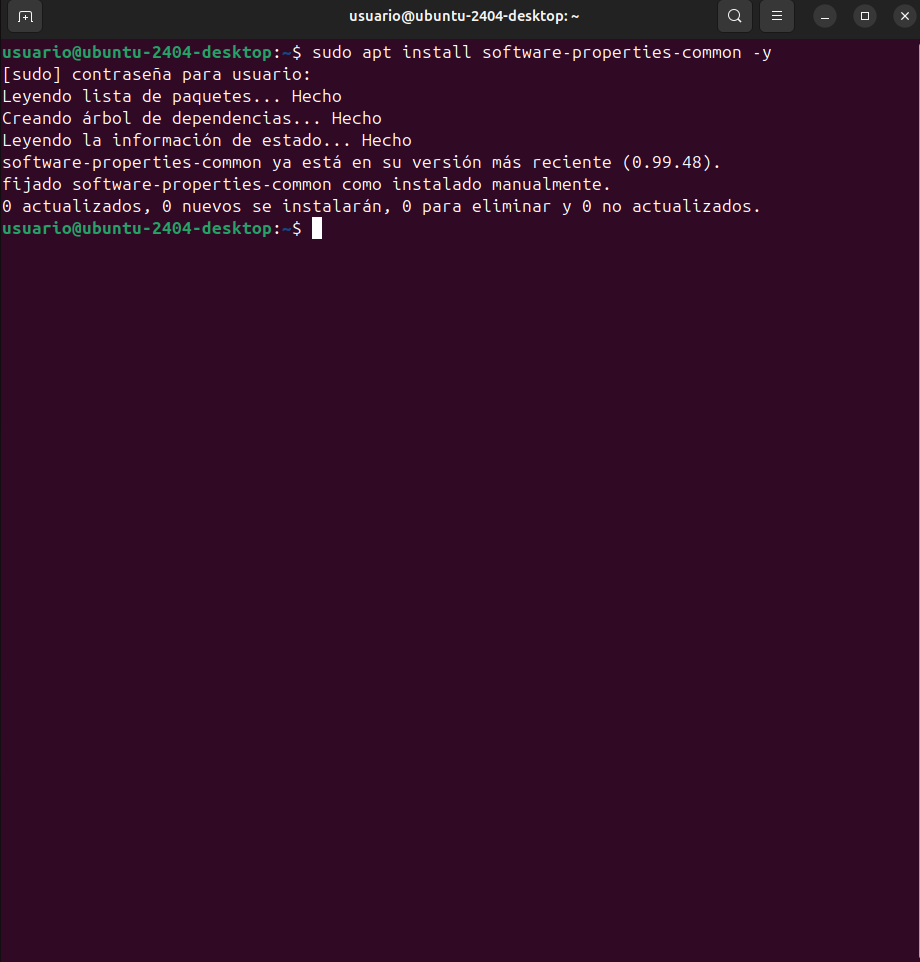 usuario@ubuntu-2404-desktop: ~
usuario@ubuntu-2404-desktop:~$ sudo apt install software-properties-common -y
[sudo] contraseña para usuario:
Leyendo lista de paquetes... Hecho
Creando árbol de dependencias... Hecho
Leyendo la información de estado... Hecho
software-properties-common ya está en su versión más reciente (0.99.48).
fijado software-properties-common como instalado manualmente.
0 actualizados, 0 nuevos se instalarán, 0 para eliminar y 0 no actualizados.
usuario@ubuntu-2404-desktop:~$